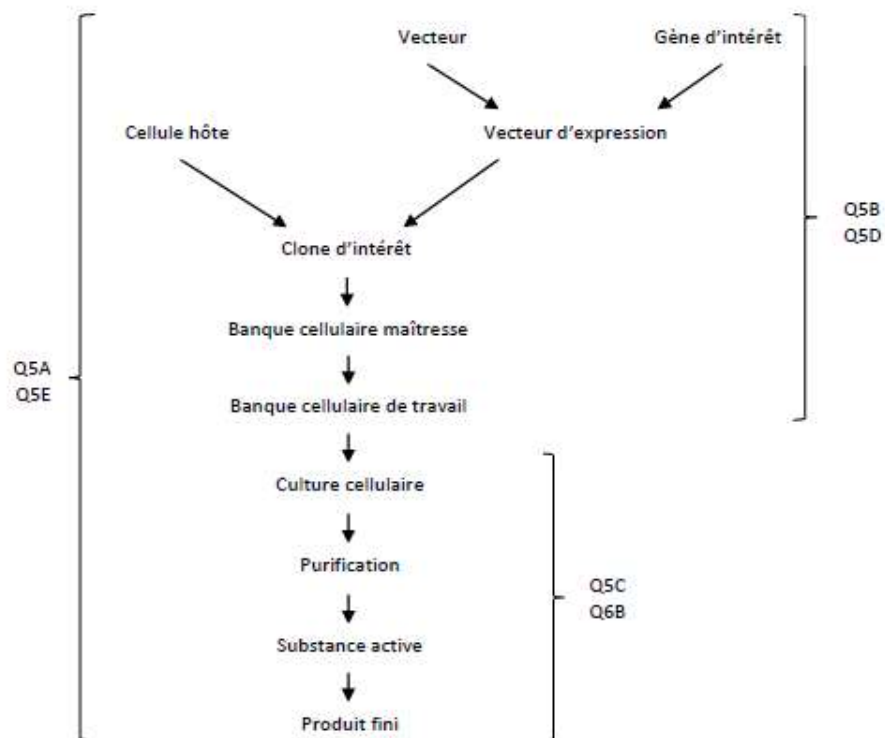 Vecteur
Gène d'intérêt
Cellule hôte
Vecteur d'expression
Q5B
Q5D
Clone d'intérêt
Banque cellulaire maîtresse
Q5A
Q5E
Banque cellulaire de travail
Culture cellulaire
Purification
Q5C
Q6B
Substance active
Produit fini